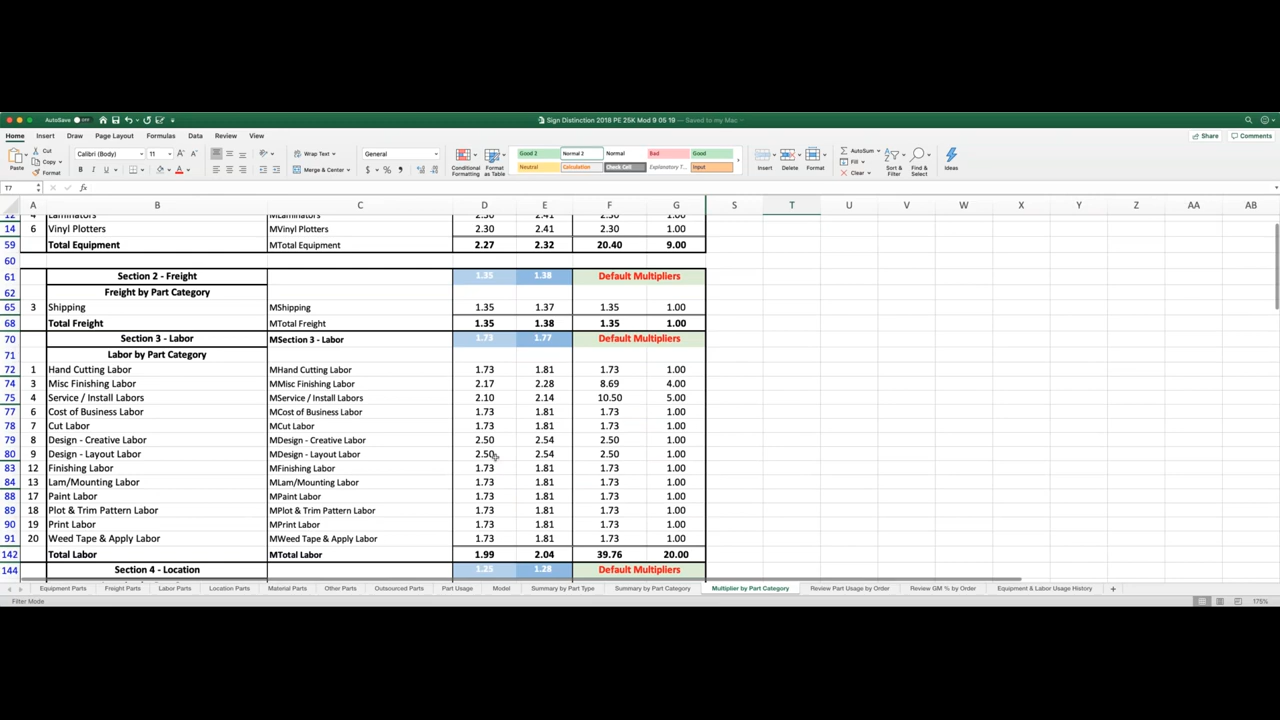 AutoSave OFF
Sign Distinction 2018 PE 25K Mod 9 05 19 — Saved to my Mac
Home Insert Draw Page Layout Formulas Data Review View Share Comments
Paste Cut Copy Format
Calibri (Body) 11
Wrap Text
Merge & Center
General
Conditional Formatting
Format as Table
Good 2 Normal 2 Normal Bad Good
Neutral Calculation Check Cell Explanatory T... Input
Insert Delete Format
AutoSum
Fill
Clear
Sort & Filter
Find & Select
Ideas
T7 fx
A B C D E F G S T U V W X Y Z AA AB
12 4 Laminators MLaminators 2.30 2.41 2.30 1.00
14 6 Vinyl Plotters MVinyl Plotters 2.30 2.41 2.30 1.00
59 Total Equipment MTotal Equipment 2.27 2.32 20.40 9.00
60
61 Section 2 - Freight 1.35 1.38 Default Multipliers
62 Freight by Part Category
65 3 Shipping MShipping 1.35 1.37 1.35 1.00
68 Total Freight MTotal Freight 1.35 1.38 1.35 1.00
70 Section 3 - Labor MSection 3 - Labor 1.73 1.77 Default Multipliers
71 Labor by Part Category
72 1 Hand Cutting Labor MHand Cutting Labor 1.73 1.81 1.73 1.00
74 3 Misc Finishing Labor MMisc Finishing Labor 2.17 2.28 8.69 4.00
75 4 Service / Install Labors MService / Install Labors 2.10 2.14 10.50 5.00
77 6 Cost of Business Labor MCost of Business Labor 1.73 1.81 1.73 1.00
78 7 Cut Labor MCut Labor 1.73 1.81 1.73 1.00
79 8 Design - Creative Labor MDesign - Creative Labor 2.50 2.54 2.50 1.00
80 9 Design - Layout Labor MDesign - Layout Labor 2.50 2.54 2.50 1.00
83 12 Finishing Labor MFinishing Labor 1.73 1.81 1.73 1.00
84 13 Lam/Mounting Labor MLam/Mounting Labor 1.73 1.81 1.73 1.00
88 17 Paint Labor MPaint Labor 1.73 1.81 1.73 1.00
89 18 Plot & Trim Pattern Labor MPlot & Trim Pattern Labor 1.73 1.81 1.73 1.00
90 19 Print Labor MPrint Labor 1.73 1.81 1.73 1.00
91 20 Weed Tape & Apply Labor MWeed Tape & Apply Labor 1.73 1.81 1.73 1.00
142 Total Labor MTotal Labor 1.99 2.04 39.76 20.00
144 Section 4 - Location 1.25 1.28 Default Multipliers
Equipment Parts Freight Parts Labor Parts Location Parts Material Parts Other Parts Outsourced Parts Part Usage Model Summary by Part Type Summary by Part Category Multiplier by Part Category Review Part Usage by Order Review GM % by Order Equipment & Labor Usage History +
Filter Mode 175%